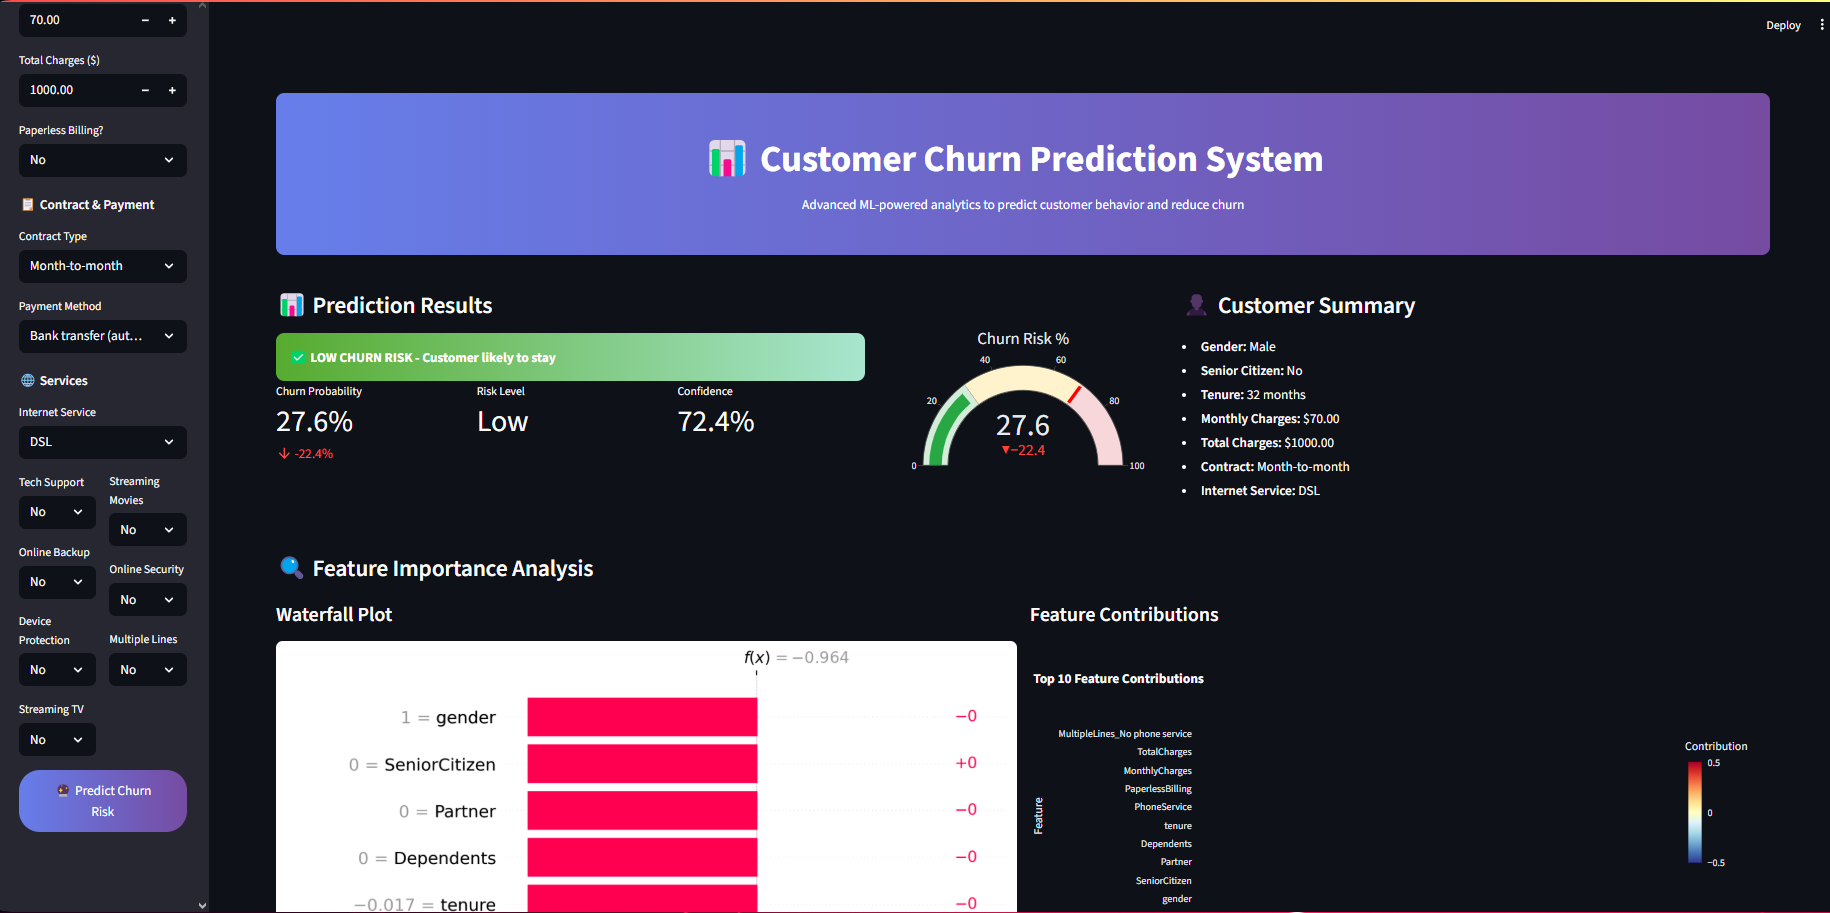 70.00
Total Charges ($)
1000.00
Paperless Billing?
No
Contract & Payment
Contract Type
Month-to-month
Payment Method
Bank transfer (aut...
Services
Internet Service
DSL
Tech Support
No
Streaming
Movies
No
Online Backup
No
Online Security
No
Device
Protection
No
Multiple Lines
No
Streaming TV
No
Predict Churn
Risk
Deploy
Customer Churn Prediction System
Advanced ML-powered analytics to predict customer behavior and reduce churn
Prediction Results
LOW CHURN RISK - Customer likely to stay
Churn Probability
27.6%
-22.4%
Risk Level
Low
Confidence
72.4%
Churn Risk %
0
20
40
60
80
100
27.6
▼−22.4
Customer Summary
Gender: Male
Senior Citizen: No
Tenure: 32 months
Monthly Charges: $70.00
Total Charges: $1000.00
Contract: Month-to-month
Internet Service: DSL
Feature Importance Analysis
Waterfall Plot
f(x) = −0.964
1 = gender −0
0 = SeniorCitizen +0
0 = Partner −0
0 = Dependents −0
−0.017 = tenure −0
Feature Contributions
Top 10 Feature Contributions
Feature
MultipleLines_No phone service
TotalCharges
MonthlyCharges
PaperlessBilling
PhoneService
tenure
Dependents
Partner
SeniorCitizen
gender
Contribution
0.5
0
−0.5